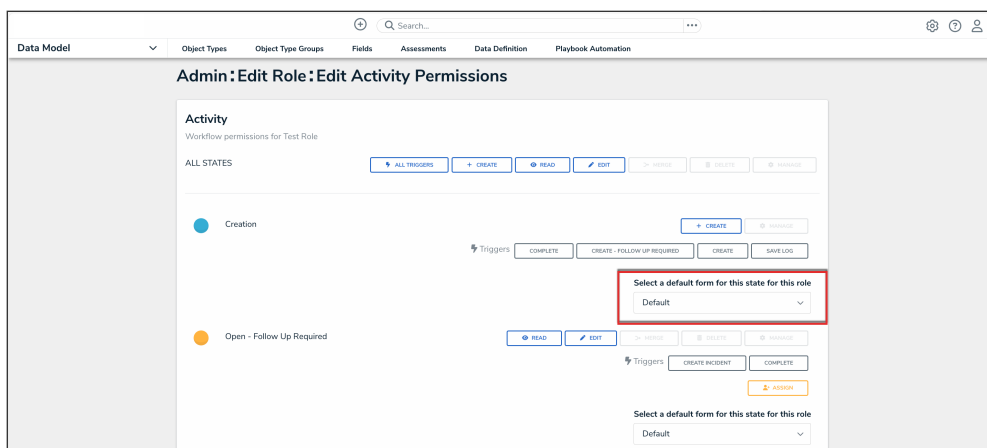 Search...
Data Model Object Types Object Type Groups Fields Assessments Data Definition Playbook Automation
Admin:Edit Role:Edit Activity Permissions
Activity
Workflow permissions for Test Role
ALL STATES ALL TRIGGERS + CREATE READ EDIT MERGE DELETE MANAGE
Creation + CREATE MANAGE
Triggers COMPLETE CREATE - FOLLOW UP REQUIRED CREATE SAVE LOG
Select a default form for this state for this role
Default
Open - Follow Up Required READ EDIT MERGE DELETE MANAGE
Triggers CREATE INCIDENT COMPLETE
ASSIGN
Select a default form for this state for this role
Default